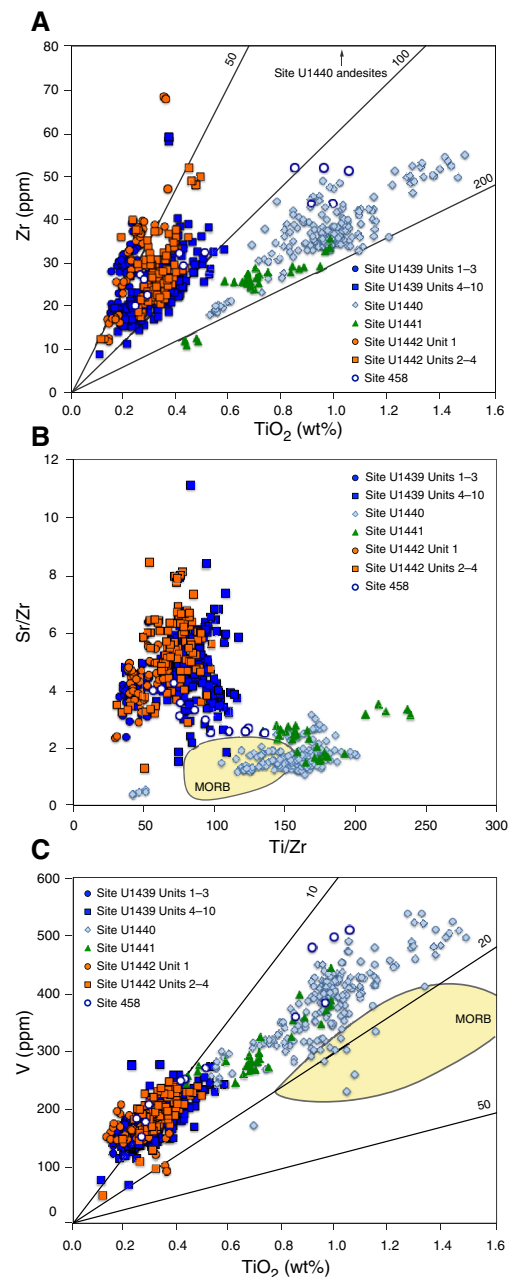 A
80
70
60
50
40
30
20
10
0
Zr (ppm)
50
100
200
Site U1440 andesites
Site U1439 Units 1–3
Site U1439 Units 4–10
Site U1440
Site U1441
Site U1442 Unit 1
Site U1442 Units 2–4
Site 458
0.0 0.2 0.4 0.6 0.8 1.0 1.2 1.4 1.6
TiO2 (wt%)
B
12
10
8
6
4
2
0
Sr/Zr
Site U1439 Units 1–3
Site U1439 Units 4–10
Site U1440
Site U1441
Site U1442 Unit 1
Site U1442 Units 2–4
Site 458
MORB
0 50 100 150 200 250 300
Ti/Zr
C
600
500
400
300
200
100
0
V (ppm)
Site U1439 Units 1–3
Site U1439 Units 4–10
Site U1440
Site U1441
Site U1442 Unit 1
Site U1442 Units 2–4
Site 458
10
20
50
MORB
0.0 0.2 0.4 0.6 0.8 1.0 1.2 1.4 1.6
TiO2 (wt%)